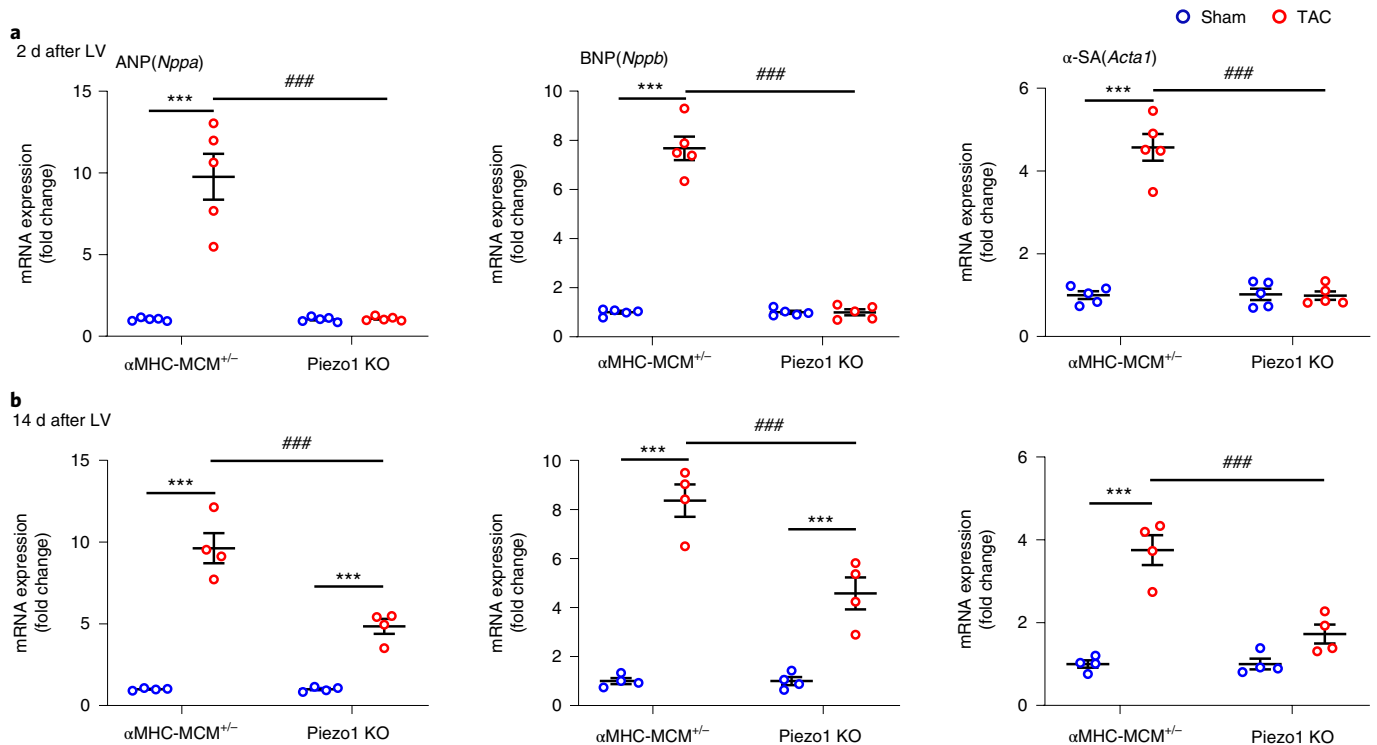 Sham TAC
a
2 d after LV
ANP(Nppa)
BNP(Nppb)
α-SA(Acta1)
mRNA expression
(fold change)
15
10
5
0
***
###
αMHC-MCM+/– Piezo1 KO
mRNA expression
(fold change)
10
8
6
4
2
0
***
###
αMHC-MCM+/– Piezo1 KO
mRNA expression
(fold change)
6
4
2
0
***
###
αMHC-MCM+/– Piezo1 KO
b
14 d after LV
mRNA expression
(fold change)
15
10
5
0
***
###
***
αMHC-MCM+/– Piezo1 KO
mRNA expression
(fold change)
10
8
6
4
2
0
***
###
***
αMHC-MCM+/– Piezo1 KO
mRNA expression
(fold change)
6
4
2
0
***
###
αMHC-MCM+/– Piezo1 KO